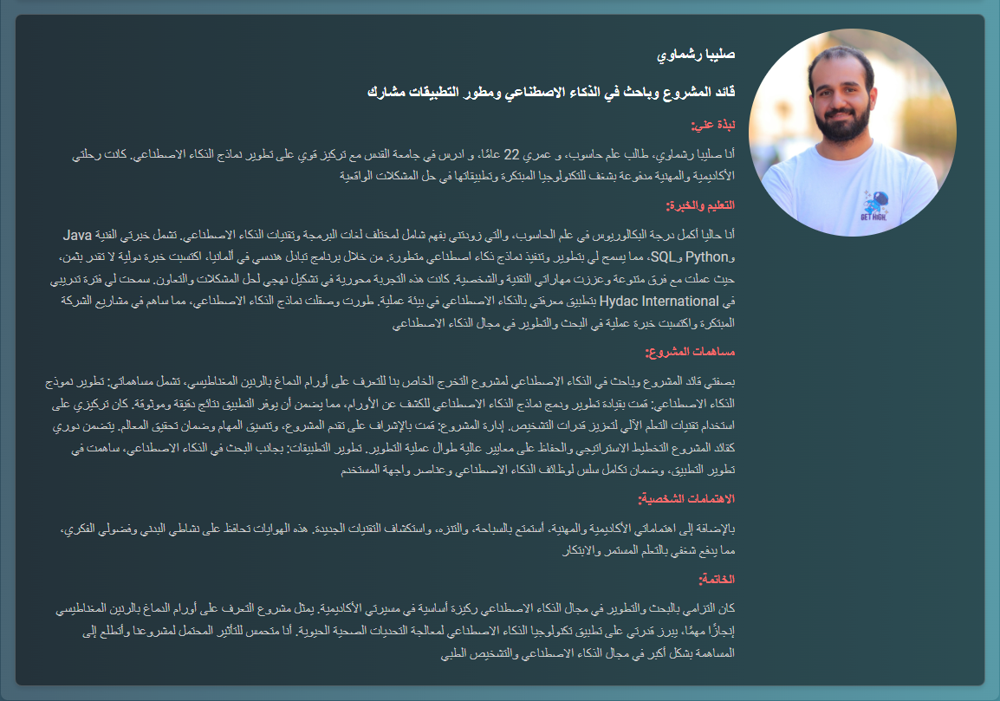 صليبا رشماوي
قائد المشروع وباحث في الذكاء الاصطناعي ومطور التطبيقات مشارك
نبذة عني:
أنا صليبا رشماوي، طالب علم حاسوب، و عمري 22 عامًا، و ادرس في جامعة القدس مع تركيز قوي على تطوير نماذج الذكاء الاصطناعي. كانت رحلتي
الأكاديمية والمهنية مدفوعة بشغف للتكنولوجيا المبتكرة وتطبيقاتها في حل المشكلات الواقعية
التعليم والخبرة:
أنا حاليا أكمل درجة البكالوريوس في علم الحاسوب، والتي زودتني بفهم شامل لمختلف لغات البرمجة وتقنيات الذكاء الاصطناعي. تشمل خبرتي الفنية Java
وPython وSQL، مما يسمح لي بتطوير وتنفيذ نماذج ذكاء اصطناعي متطورة. من خلال برنامج تبادل هندسي في ألمانيا، اكتسبت خبرة دولية لا تقدر بثمن،
حيث عملت مع فرق متنوعة وعززت مهاراتي التقنية والشخصية. كانت هذه التجربة محورية في تشكيل نهجي لحل المشكلات والتعاون. سمحت لي فترة تدريبي
في Hydac International بتطبيق معرفتي بالذكاء الاصطناعي في بيئة عملية. طورت وصقلت نماذج الذكاء الاصطناعي، مما ساهم في مشاريع الشركة
المبتكرة واكتسبت خبرة عملية في البحث والتطوير في مجال الذكاء الاصطناعي
مساهمات المشروع:
بصفتي قائد المشروع وباحث في الذكاء الاصطناعي لمشروع التخرج الخاص بنا للتعرف على أورام الدماغ بالرنين المغناطيسي، تشمل مساهماتي: تطوير نموذج
الذكاء الاصطناعي: قمت بقيادة تطوير ودمج نماذج الذكاء الاصطناعي للكشف عن الأورام، مما يضمن أن يوفر التطبيق نتائج دقيقة وموثوقة. كان تركيزي على
استخدام تقنيات التعلم الآلي لتعزيز قدرات التشخيص. إدارة المشروع: قمت بالإشراف على تقدم المشروع، وتنسيق المهام وضمان تحقيق المعالم. يتضمن دوري
كقائد المشروع التخطيط الاستراتيجي والحفاظ على معايير عالية طوال عملية التطوير. تطوير التطبيقات: بجانب البحث في الذكاء الاصطناعي، ساهمت في
تطوير التطبيق، وضمان تكامل سلس لوظائف الذكاء الاصطناعي وعناصر واجهة المستخدم
الاهتمامات الشخصية:
بالإضافة إلى اهتماماتي الأكاديمية والمهنية، أستمتع بالسباحة، والتنزه، واستكشاف التقنيات الجديدة. هذه الهوايات تحافظ على نشاطي البدني وفضولي الفكري،
مما يدفع شغفي بالتعلم المستمر والابتكار
الخاتمة:
كان التزامي بالبحث والتطوير في مجال الذكاء الاصطناعي ركيزة أساسية في مسيرتي الأكاديمية. يمثل مشروع التعرف على أورام الدماغ بالرنين المغناطيسي
إنجازًا مهمًا، يبرز قدرتي على تطبيق تكنولوجيا الذكاء الاصطناعي لمعالجة التحديات الصحية الحيوية. أنا متحمس للتأثير المحتمل لمشروعنا وأتطلع إلى
المساهمة بشكل أكبر في مجال الذكاء الاصطناعي والتشخيص الطبي
GET HIGH.